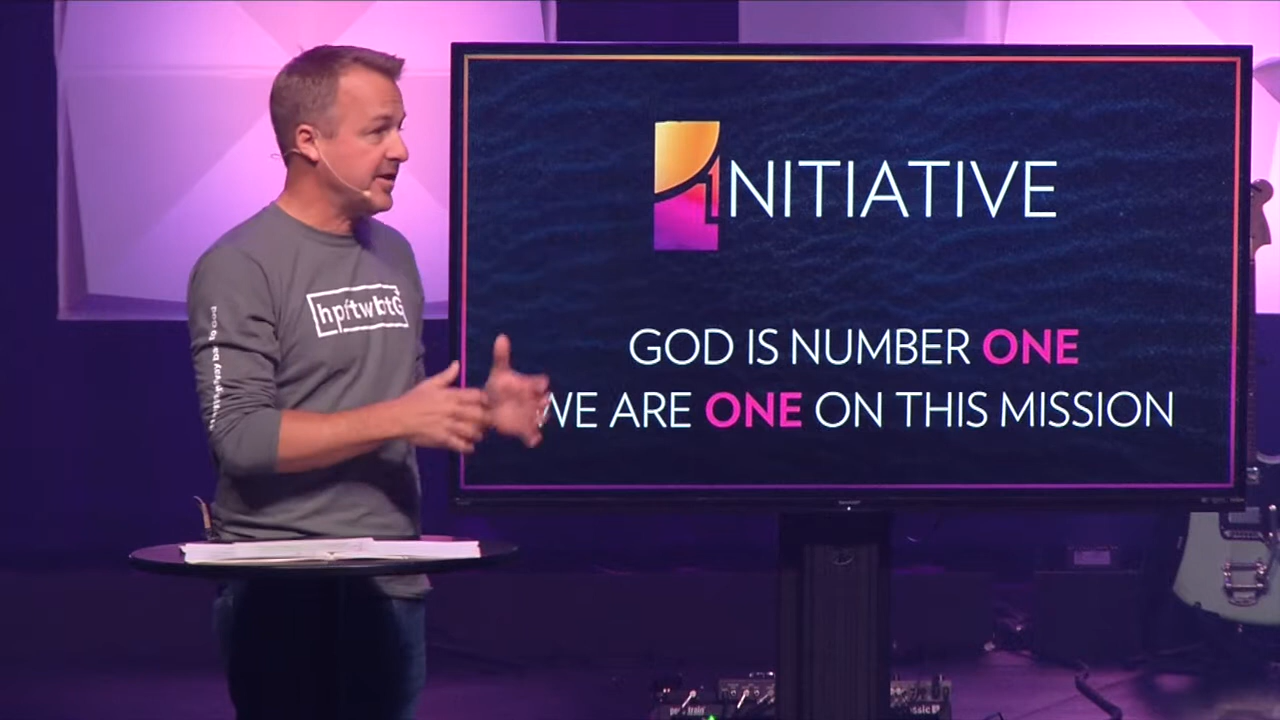 1NITIATIVE
GOD IS NUMBER ONE
WE ARE ONE ON THIS MISSION
hpftwbtG